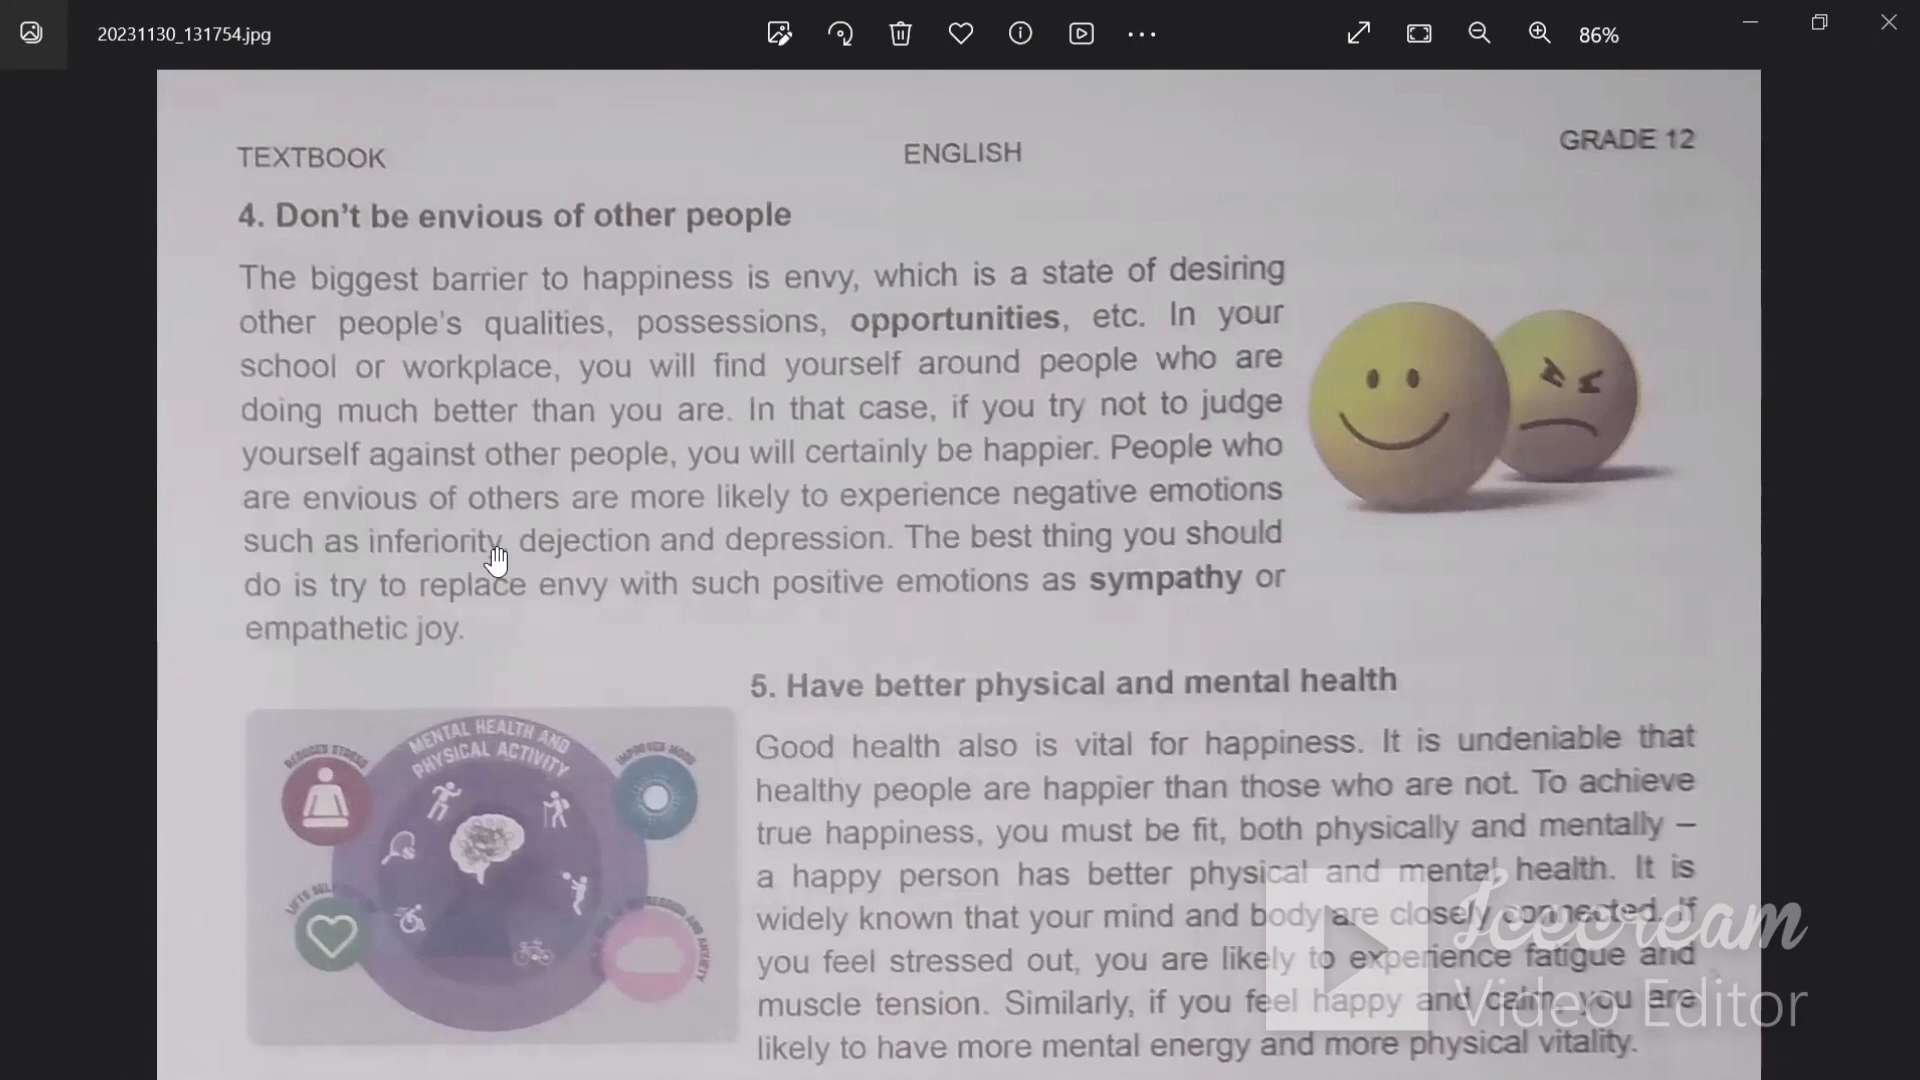 20231130_131754.jpg
86%
TEXTBOOK
ENGLISH
GRADE 12
4. Don't be envious of other people
The biggest barrier to happiness is envy, which is a state of desiring
other people's qualities, possessions, opportunities, etc. In your
school or workplace, you will find yourself around people who are
doing much better than you are. In that case, if you try not to judge
yourself against other people, you will certainly be happier. People who
are envious of others are more likely to experience negative emotions
such as inferiority, dejection and depression. The best thing you should
do is try to replace envy with such positive emotions as sympathy or
empathetic joy.
5. Have better physical and mental health
Good health also is vital for happiness. It is undeniable that
healthy people are happier than those who are not. To achieve
true happiness, you must be fit, both physically and mentally –
a happy person has better physical and mental health. It is
widely known that your mind and body are closely connected. If
you feel stressed out, you are likely to experience fatigue and
muscle tension. Similarly, if you feel happy and calm, you are
likely to have more mental energy and more physical vitality.
MENTAL HEALTH AND
PHYSICAL ACTIVITY
REDUCED STRESS
IMPROVED MOOD
LIFTS
AND ANXIETY
Icecream
Video Editor